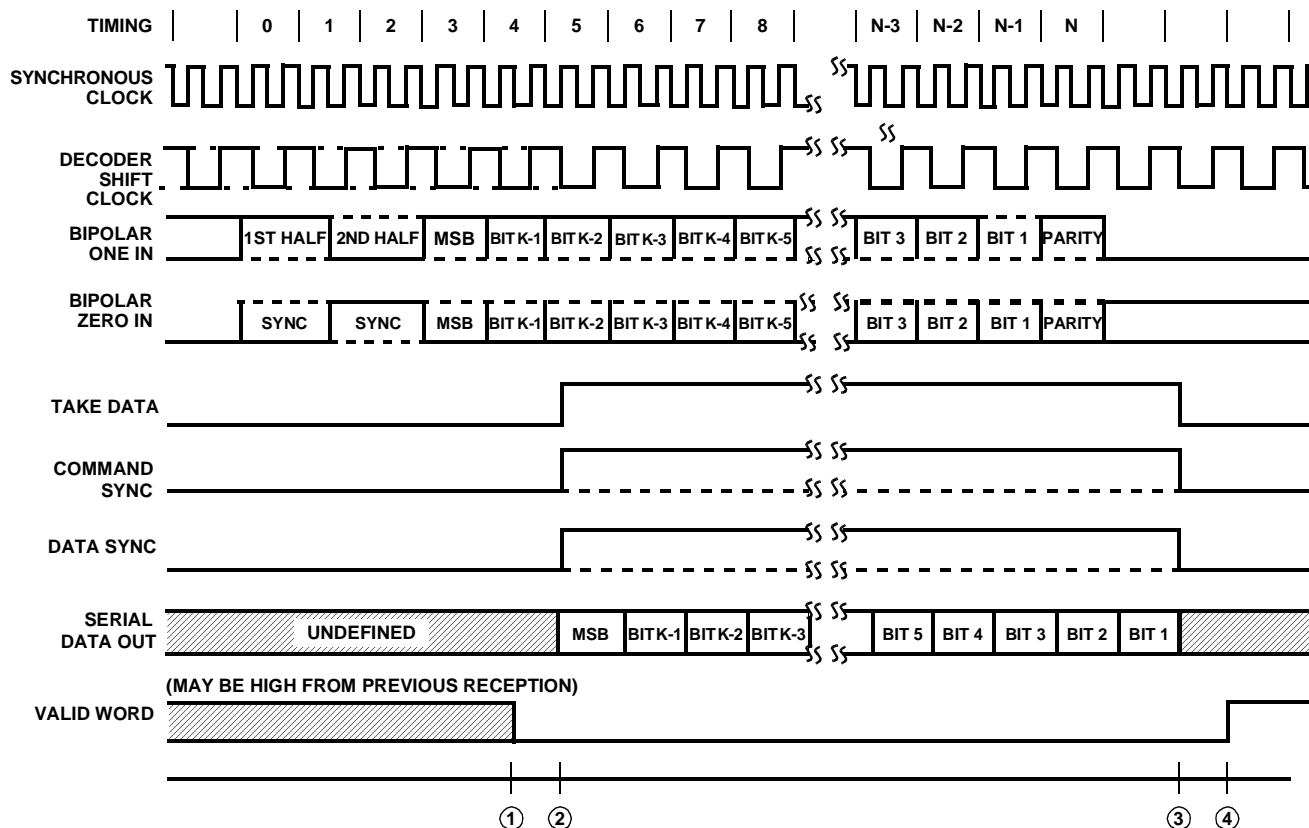 TIMING 0 1 2 3 4 5 6 7 8 N-3 N-2 N-1 N
SYNCHRONOUS
CLOCK
DECODER
SHIFT
CLOCK
BIPOLAR
ONE IN
1ST HALF 2ND HALF MSB BIT K-1 BIT K-2 BIT K-3 BIT K-4 BIT K-5 BIT 3 BIT 2 BIT 1 PARITY
BIPOLAR
ZERO IN
SYNC SYNC MSB BIT K-1 BIT K-2 BIT K-3 BIT K-4 BIT K-5 BIT 3 BIT 2 BIT 1 PARITY
TAKE DATA
COMMAND
SYNC
DATA SYNC
SERIAL
DATA OUT
UNDEFINED MSB BIT K-1 BIT K-2 BIT K-3 BIT 5 BIT 4 BIT 3 BIT 2 BIT 1
(MAY BE HIGH FROM PREVIOUS RECEPTION)
VALID WORD
1 2 3 4